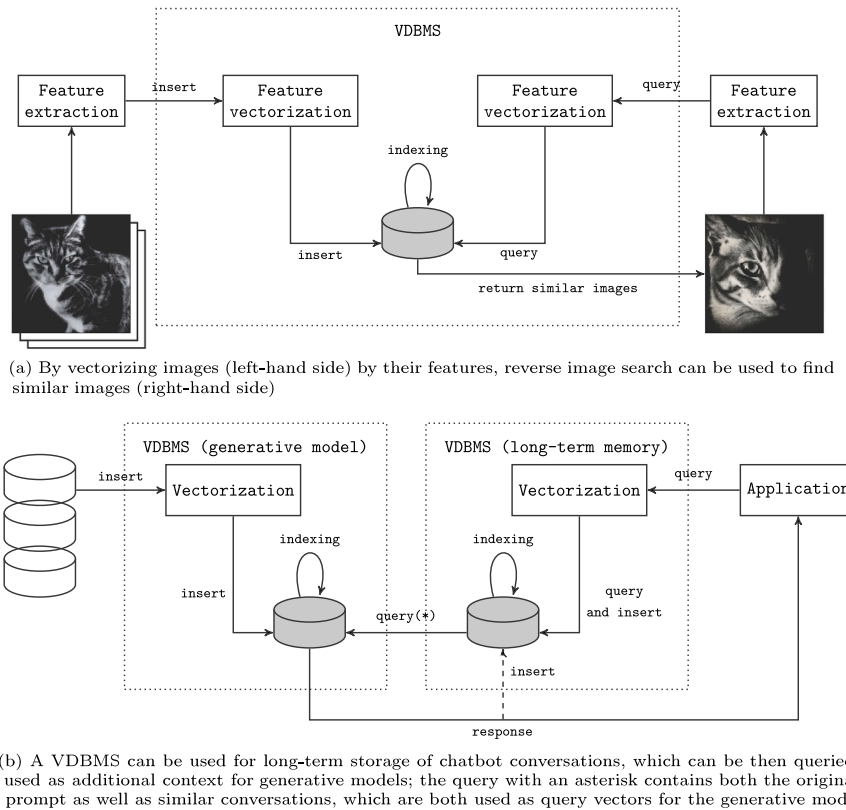 VDBMS
Feature
extraction
insert
Feature
vectorization
Feature
vectorization
query
Feature
extraction
indexing
insert
query
return similar images
(a) By vectorizing images (left-hand side) by their features, reverse image search can be used to find
similar images (right-hand side)
VDBMS (generative model)
VDBMS (long-term memory)
insert
Vectorization
Vectorization
query
Application
indexing
indexing
insert
query(*)
query
and insert
insert
response
(b) A VDBMS can be used for long-term storage of chatbot conversations, which can be then querie
used as additional context for generative models; the query with an asterisk contains both the origin
prompt as well as similar conversations, which are both used as query vectors for the generative mod